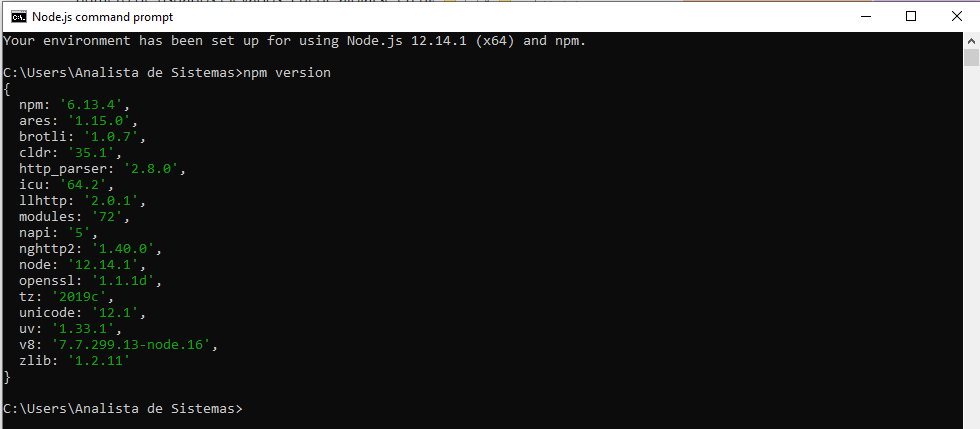 Node.js command prompt
Your environment has been set up for using Node.js 12.14.1 (x64) and npm.
C:\Users\Analista de Sistemas>npm version
{
  npm: '6.13.4',
  ares: '1.15.0',
  brotli: '1.0.7',
  cldr: '35.1',
  http_parser: '2.8.0',
  icu: '64.2',
  llhttp: '2.0.1',
  modules: '72',
  napi: '5',
  nghttp2: '1.40.0',
  node: '12.14.1',
  openssl: '1.1.1d',
  tz: '2019c',
  unicode: '12.1',
  uv: '1.33.1',
  v8: '7.7.299.13-node.16',
  zlib: '1.2.11'
}
C:\Users\Analista de Sistemas>